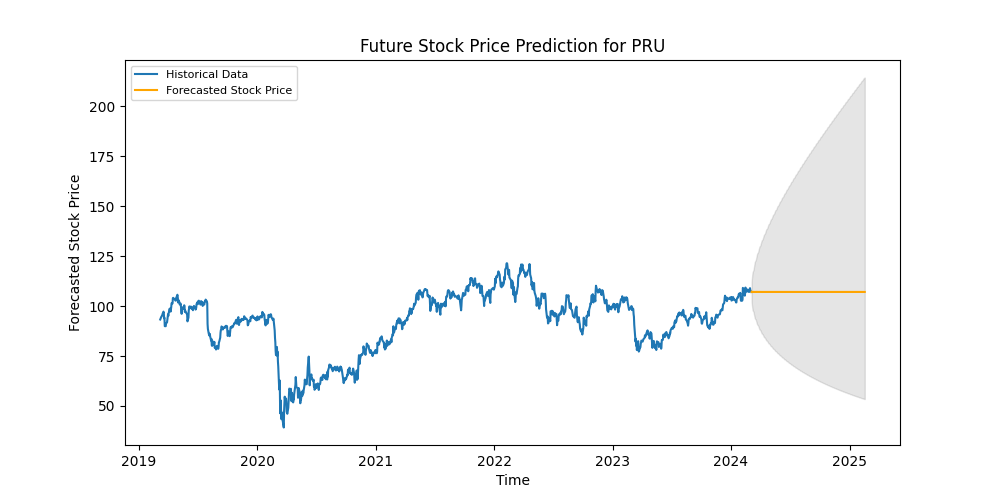 Future Stock Price Prediction for PRU
Historical Data
Forecasted Stock Price
Forecasted Stock Price
200
175
150
125
100
75
50
2019 2020 2021 2022 2023 2024 2025
Time